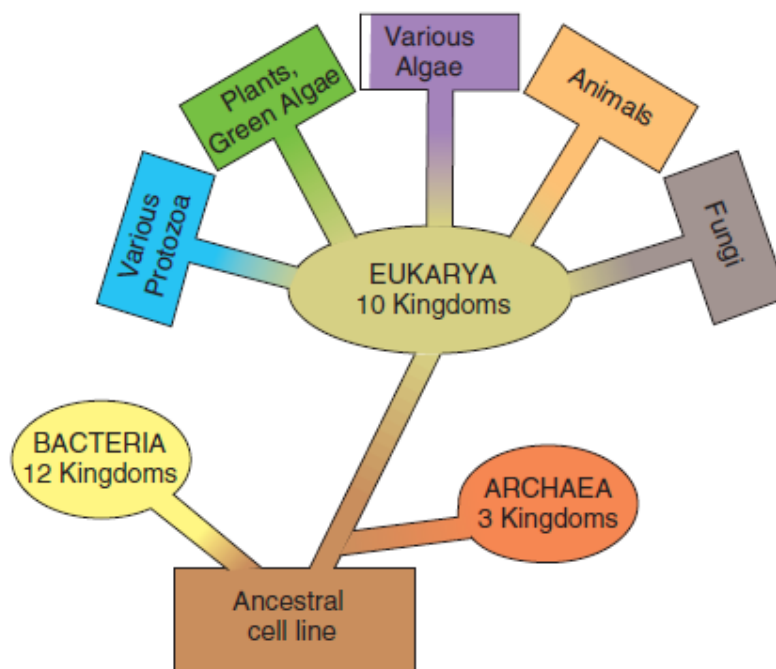 Various
Protozoa
Plants,
Green Algae
Various
Algae
Animals
Fungi
EUKARYA
10 Kingdoms
BACTERIA
12 Kingdoms
ARCHAEA
3 Kingdoms
Ancestral
cell line